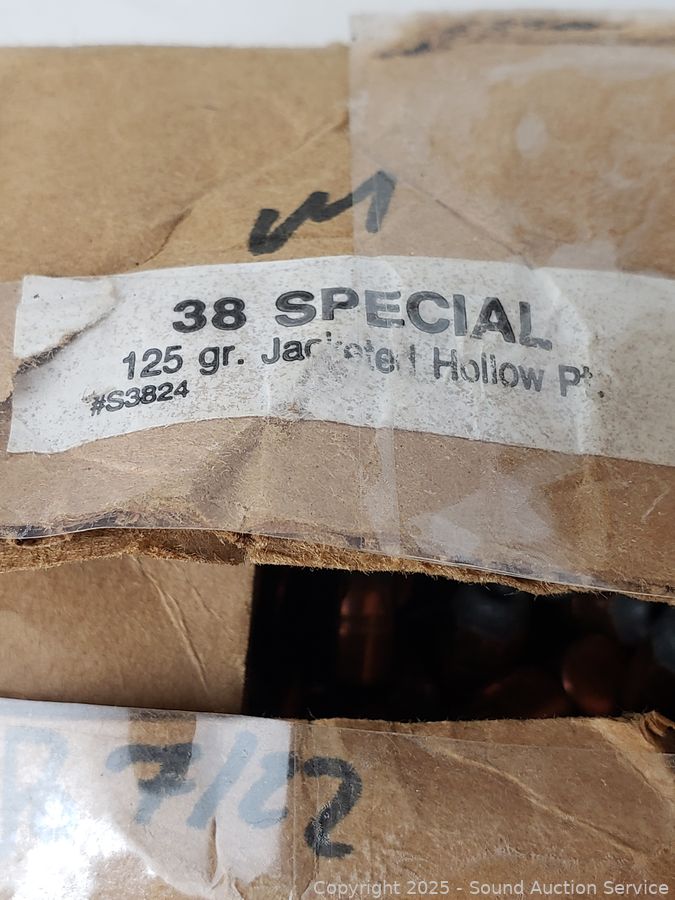 38 SPECIAL
125 gr. Jacketed Hollow Pt.
#S3824
Copyright 2025 - Sound Auction Service